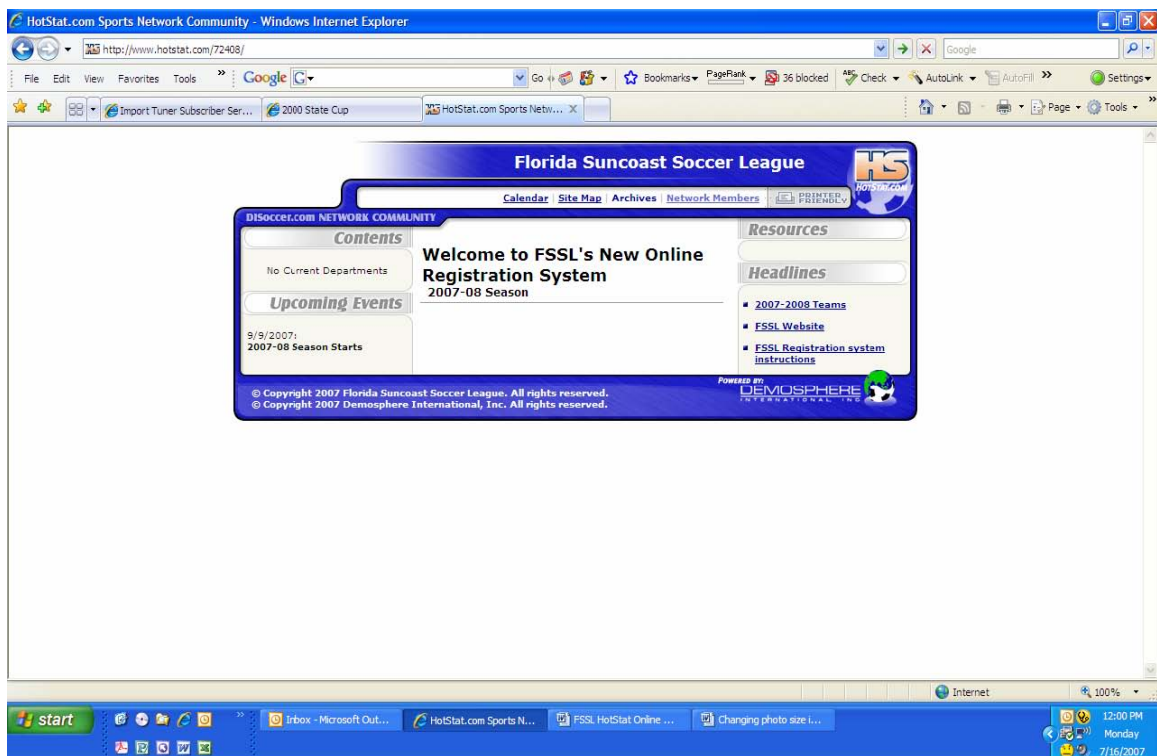 HotStat.com Sports Network Community - Windows Internet Explorer
http://www.hotstat.com/72408/
Google
File Edit View Favorites Tools » Google G Go Bookmarks PageRank 36 blocked Check AutoLink AutoFill » Settings
Import Tuner Subscriber Ser... 2000 State Cup HotStat.com Sports Netw... X Page Tools »
Florida Suncoast Soccer League
HS
HOTSTAT.COM
Calendar | Site Map | Archives | Network Members PRINTER FRIENDLY
DISoccer.com NETWORK COMMUNITY
Contents
No Current Departments
Upcoming Events
9/9/2007:
2007-08 Season Starts
Welcome to FSSL's New Online
Registration System
2007-08 Season
Resources
Headlines
2007-2008 Teams
FSSL Website
FSSL Registration system
instructions
© Copyright 2007 Florida Suncoast Soccer League. All rights reserved.
© Copyright 2007 Demosphere International, Inc. All rights reserved.
POWERED BY:
DEMOSPHERE
INTERNATIONAL INC
Internet 100%
start » Inbox - Microsoft Out... HotStat.com Sports N... FSSL HotStat Online ... Changing photo size i... 12:00 PM
Monday
7/16/2007